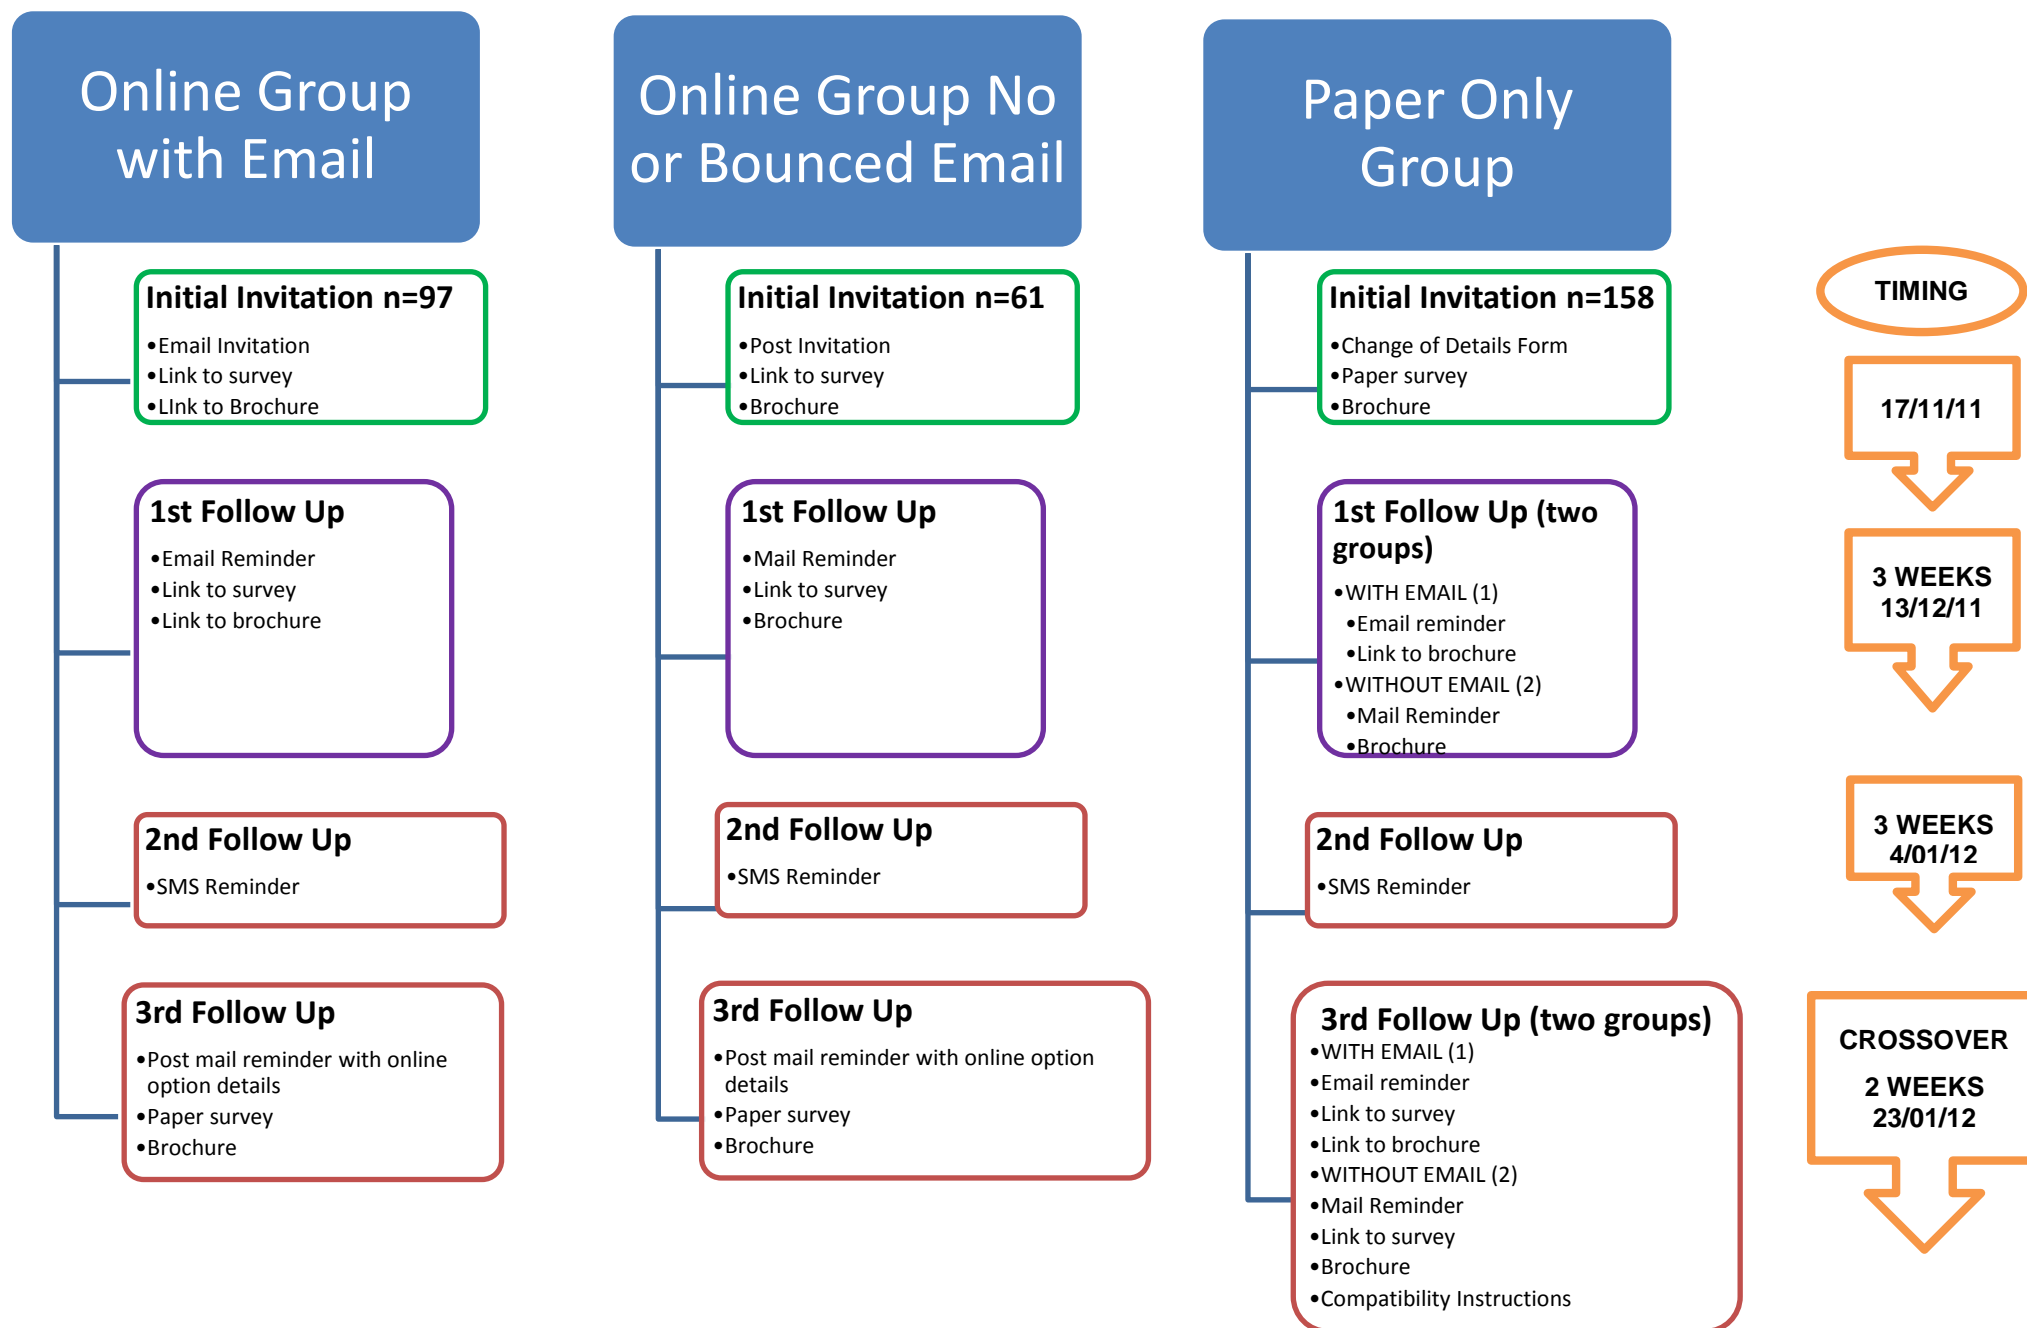 Online Group
with Email
Initial Invitation n=97
•Email Invitation
•Link to survey
•LInk to Brochure
1st Follow Up
•Email Reminder
•Link to survey
•Link to brochure
2nd Follow Up
•SMS Reminder
3rd Follow Up
•Post mail reminder with online
option details
•Paper survey
•Brochure
Online Group No
or Bounced Email
Initial Invitation n=61
•Post Invitation
•Link to survey
•Brochure
1st Follow Up
•Mail Reminder
•Link to survey
•Brochure
2nd Follow Up
•SMS Reminder
3rd Follow Up
•Post mail reminder with online option
details
•Paper survey
•Brochure
Paper Only
Group
Initial Invitation n=158
•Change of Details Form
•Paper survey
•Brochure
1st Follow Up (two
groups)
•WITH EMAIL (1)
•Email reminder
•Link to brochure
•WITHOUT EMAIL (2)
•Mail Reminder
•Brochure
2nd Follow Up
•SMS Reminder
3rd Follow Up (two groups)
•WITH EMAIL (1)
•Email reminder
•Link to survey
•Link to brochure
•WITHOUT EMAIL (2)
•Mail Reminder
•Link to survey
•Brochure
•Compatibility Instructions
TIMING
17/11/11
3 WEEKS
13/12/11
3 WEEKS
4/01/12
CROSSOVER
2 WEEKS
23/01/12